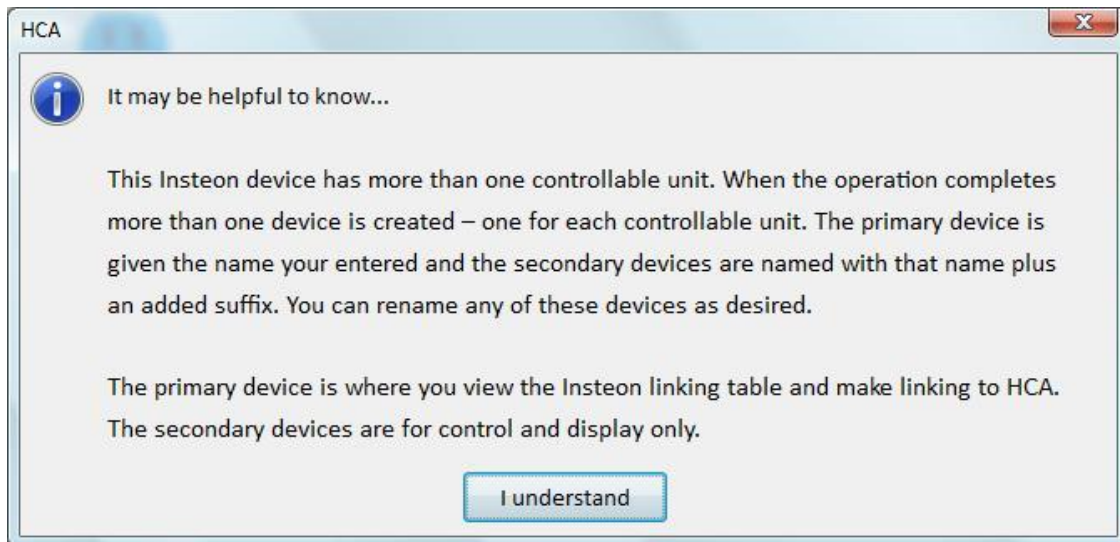 HCA
It may be helpful to know...
This Insteon device has more than one controllable unit. When the operation completes
more than one device is created – one for each controllable unit. The primary device is
given the name your entered and the secondary devices are named with that name plus
an added suffix. You can rename any of these devices as desired.
The primary device is where you view the Insteon linking table and make linking to HCA.
The secondary devices are for control and display only.
I understand